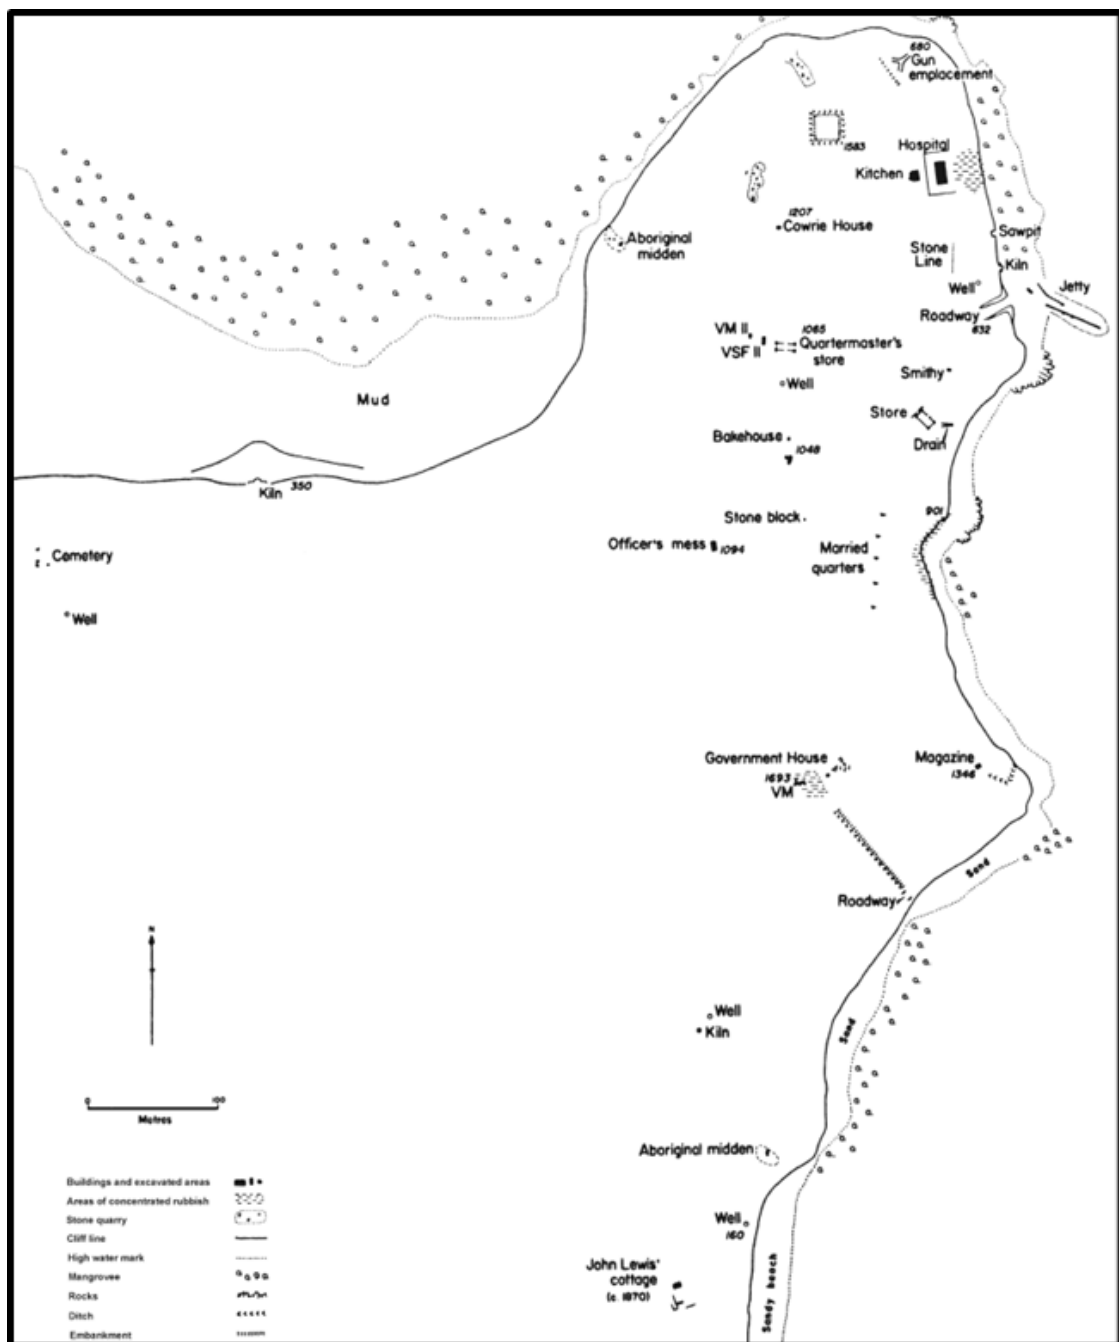 680
Gun
emplacement
1583
Hospital
Kitchen
1207
Cowrie House
Aboriginal
midden
Sawpit
Stone
Line
Kiln
Well
Jetty
Roadway
632
VM II
1065
VSF II
Quartermaster's
store
Smithy
Well
Mud
Store
Bakehouse
1048
Drain
Kiln 350
901
Stone block
Officer's mess
1094
Married
quarters
Cemetery
Well
Government House
Magazine
1693
1346
VM
Sand
Roadway
N
Well
Kiln
Sand
0 100
Metres
Aboriginal midden
Buildings and excavated areas
Areas of concentrated rubbish
Stone quarry
Well
160
Cliff line
High water mark
John Lewis'
cottage
(c. 1870)
Sandy beach
Mangrovee
Rocks
Ditch
Embankment